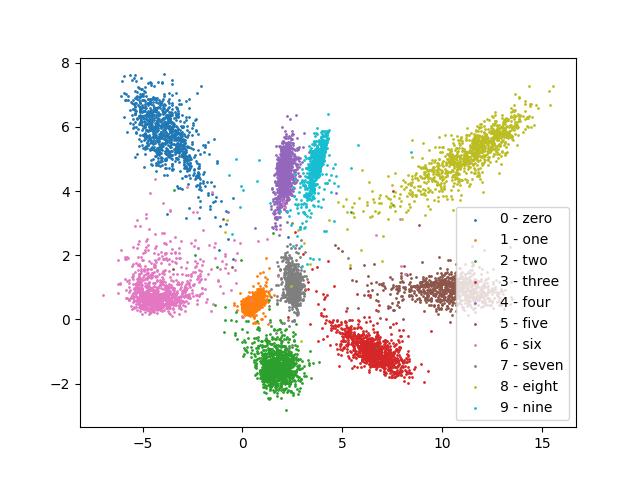 8
6
4
2
0
−2
−5
0
5
10
15
0 - zero
1 - one
2 - two
3 - three
4 - four
5 - five
6 - six
7 - seven
8 - eight
9 - nine